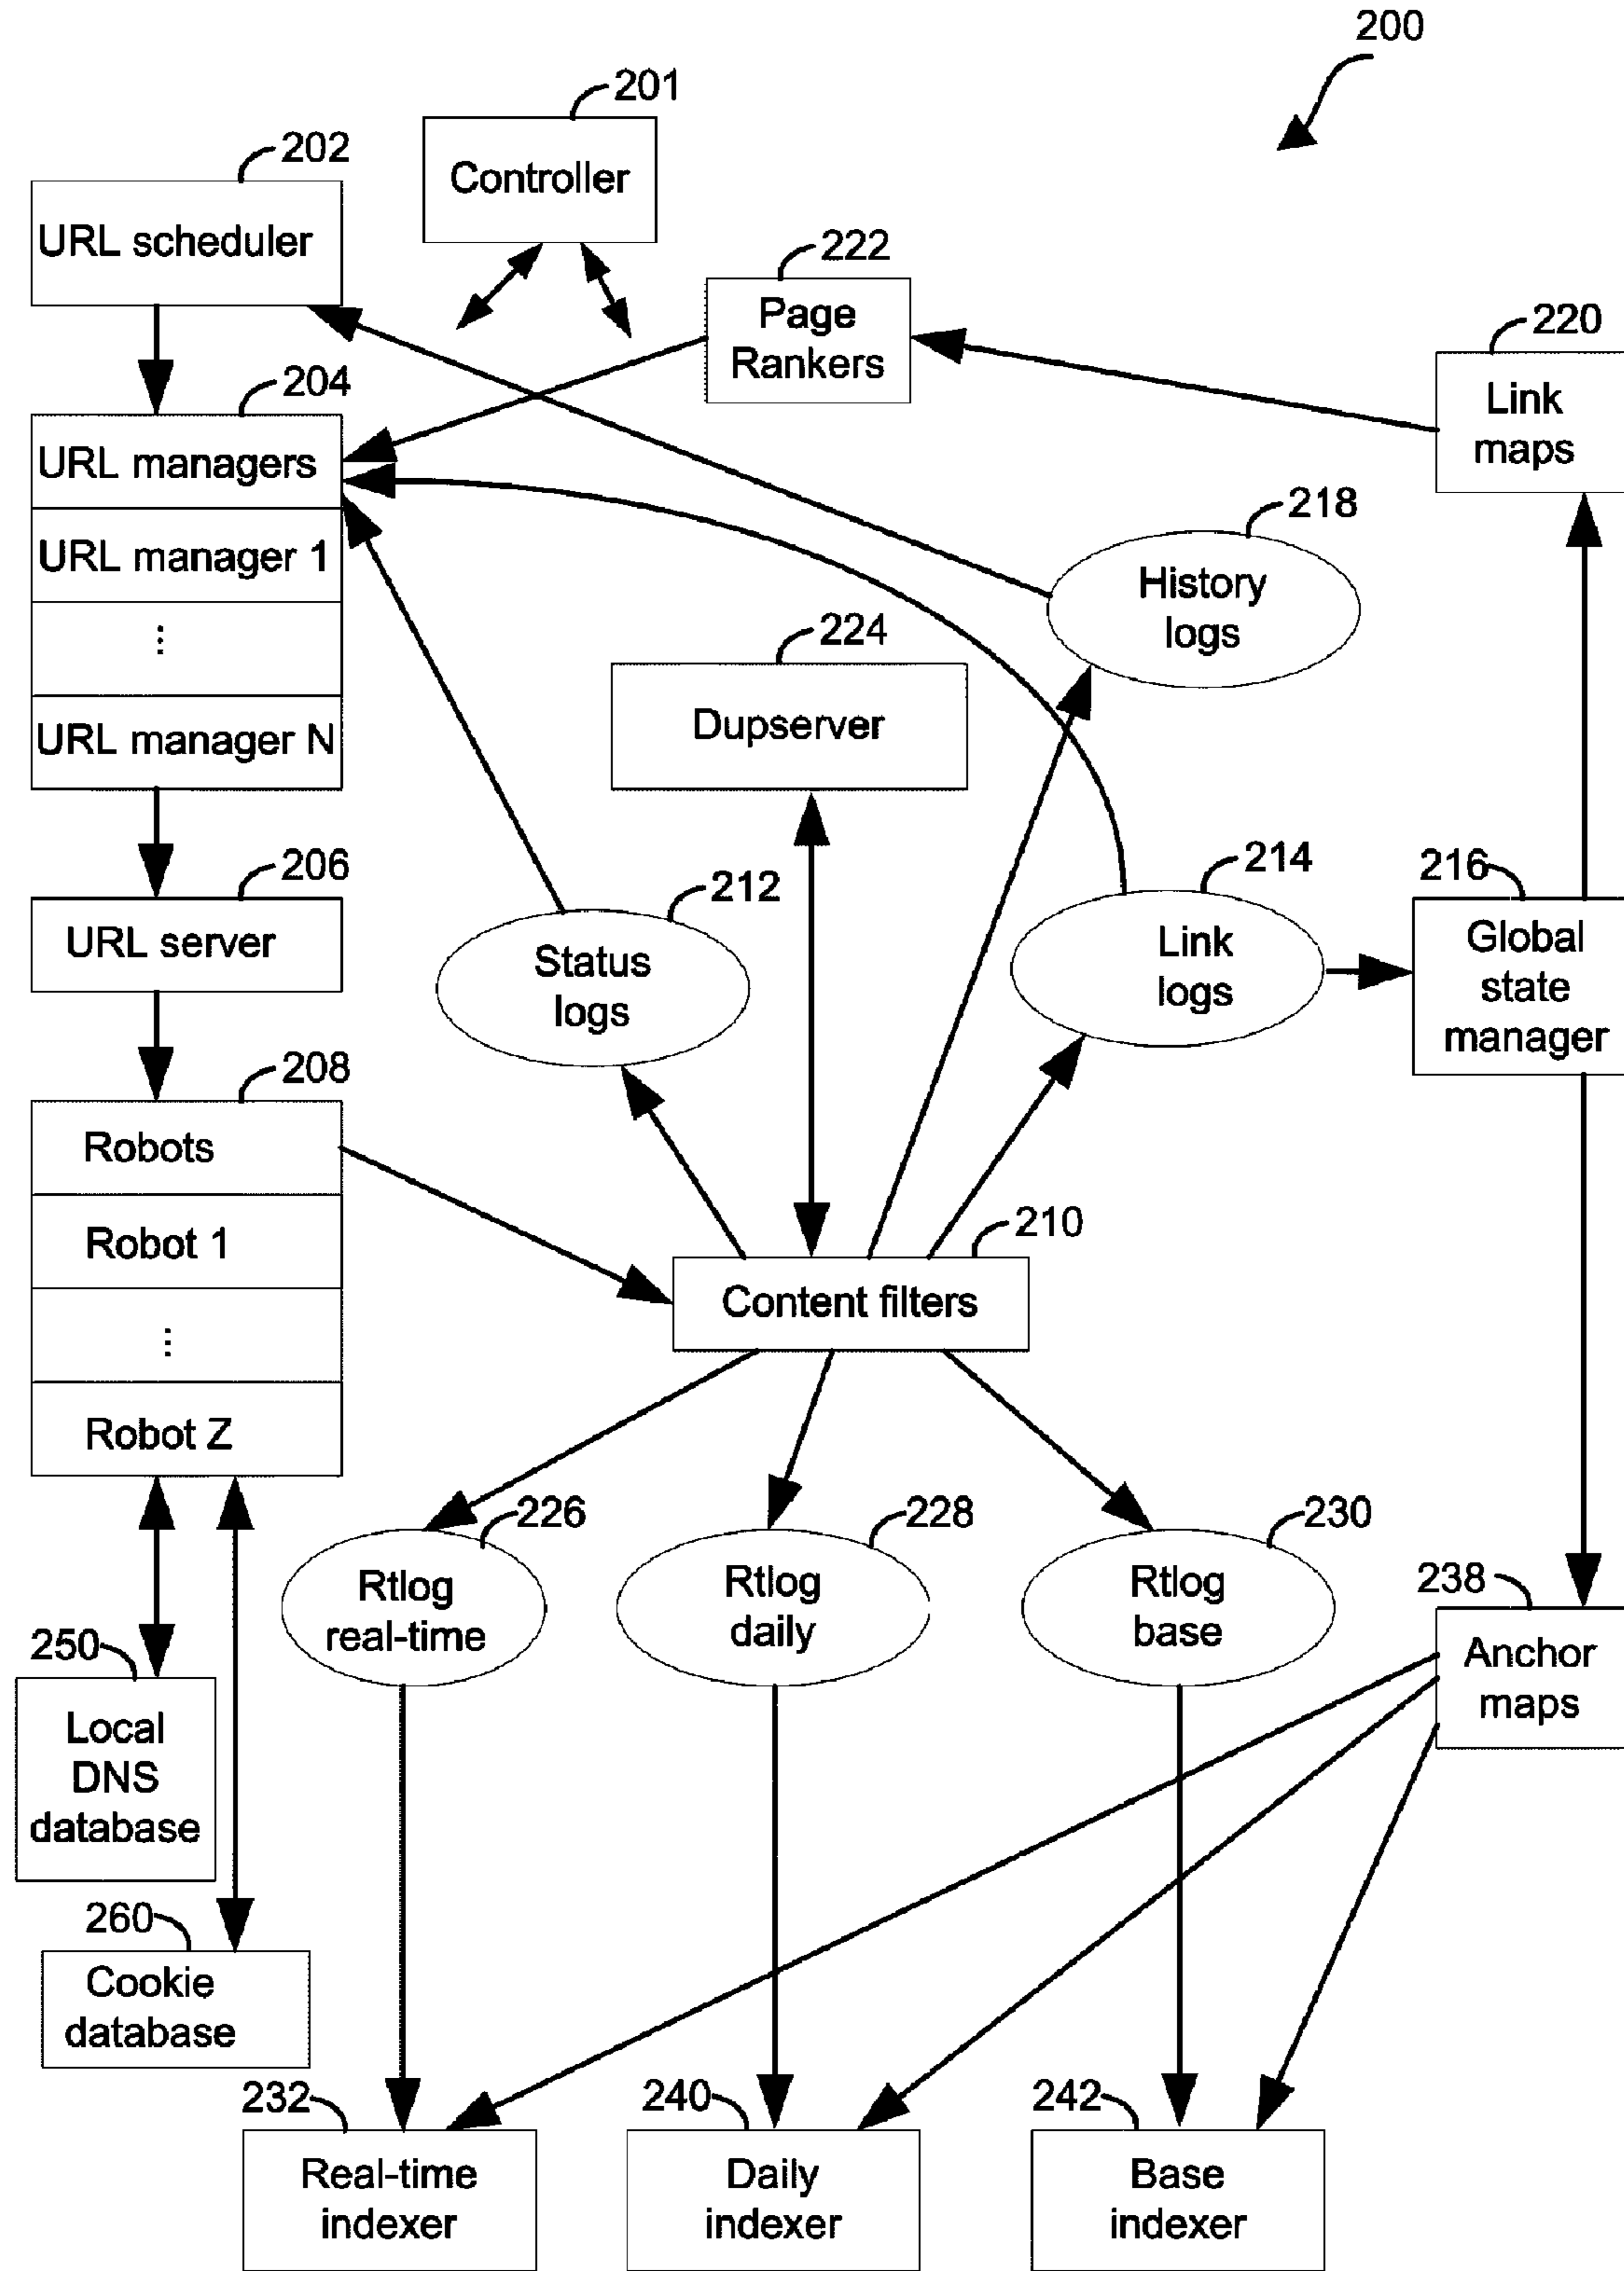 200
201
Controller
202
URL scheduler
222
Page
Rankers
220
Link
maps
204
URL managers
URL manager 1
...
URL manager N
218
History
logs
224
Dupserver
206
URL server
212
Status
logs
214
Link
logs
216
Global
state
manager
208
Robots
Robot 1
...
Robot Z
210
Content filters
226
Rtlog
real-time
228
Rtlog
daily
230
Rtlog
base
238
Anchor
maps
250
Local
DNS
database
260
Cookie
database
232
Real-time
indexer
240
Daily
indexer
242
Base
indexer